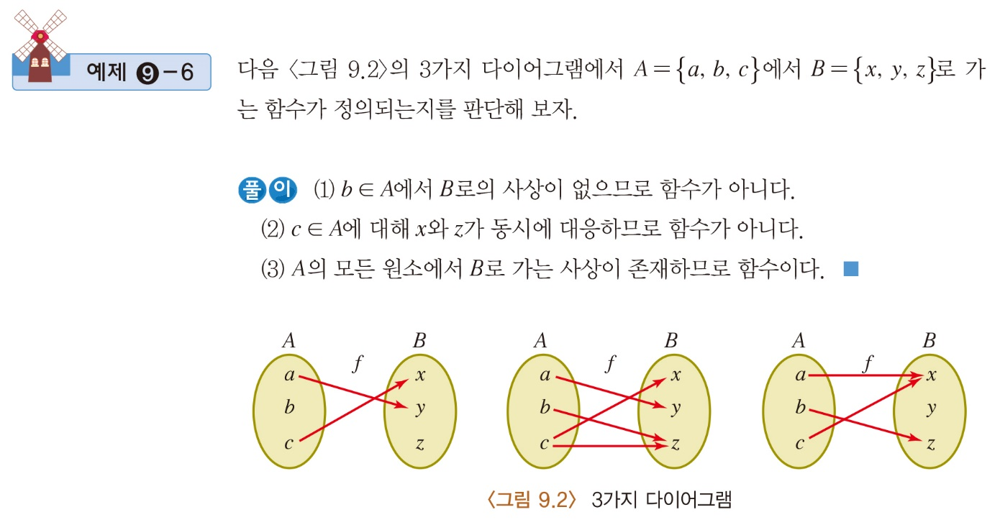 예제 ❾-6
다음 〈그림 9.2〉의 3가지 다이어그램에서 A={a, b, c}에서 B={x, y, z}로 가
는 함수가 정의되는지를 판단해 보자.
풀이 (1) b ∈ A에서 B로의 사상이 없으므로 함수가 아니다.
(2) c ∈ A에 대해 x와 z가 동시에 대응하므로 함수가 아니다.
(3) A의 모든 원소에서 B로 가는 사상이 존재하므로 함수이다. ■
A B A B A B
f f f
a x a x a x
b y b y b y
c z c z c z
〈그림 9.2〉 3가지 다이어그램